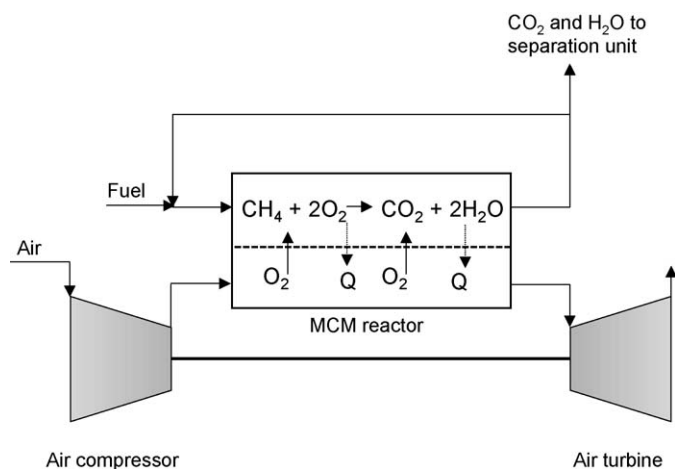 CO₂ and H₂O to
separation unit
Fuel
CH₄ + 2O₂ → CO₂ + 2H₂O
Air
O₂ Q O₂ Q
MCM reactor
Air compressor Air turbine